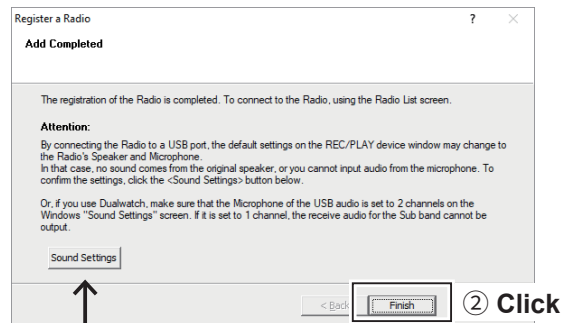 Register a Radio ? ×
Add Completed
The registration of the Radio is completed. To connect to the Radio, using the Radio List screen.
Attention:
By connecting the Radio to a USB port, the default settings on the REC/PLAY device window may change to
the Radio's Speaker and Microphone.
In that case, no sound comes from the original speaker, or you cannot input audio from the microphone. To
confirm the settings, click the <Sound Settings> button below.
Or, if you use Dualwatch, make sure that the Microphone of the USB audio is set to 2 channels on the
Windows "Sound Settings" screen. If it is set to 1 channel, the receive audio for the Sub band cannot be
output.
Sound Settings
< Back Finish ② Click